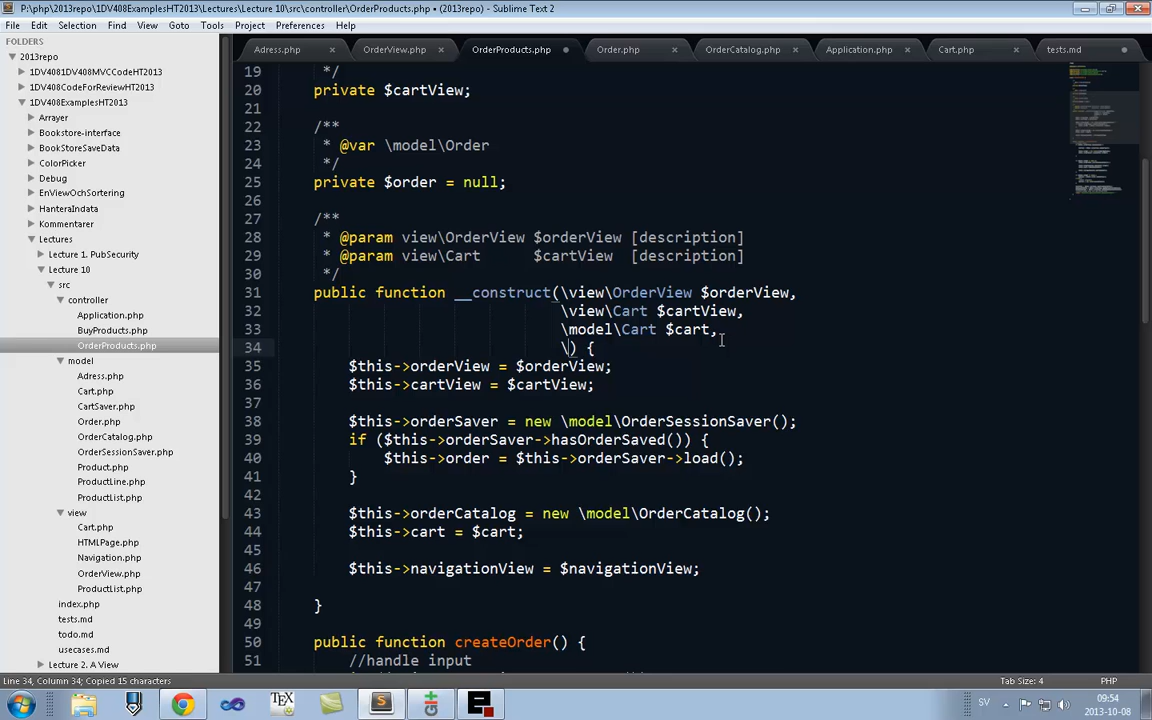 P:\php\2013repo\1DV408ExamplesHT2013\Lectures\Lecture 10\src\controller\OrderProducts.php • (2013repo) - Sublime Text 2
File Edit Selection Find View Goto Tools Project Preferences Help
FOLDERS
2013repo
1DV4081DV408MVCCodeHT2013
1DV408CodeForReviewHT2013
1DV408ExamplesHT2013
Arrayer
Bookstore-interface
BookStoreSaveData
ColorPicker
Debug
EnViewOchSortering
HanteraIndata
Kommentarer
Lectures
Lecture 1. PubSecurity
Lecture 10
src
controller
Application.php
BuyProducts.php
OrderProducts.php
model
Adress.php
Cart.php
CartSaver.php
Order.php
OrderCatalog.php
OrderSessionSaver.php
Product.php
ProductLine.php
ProductList.php
view
Cart.php
HTMLPage.php
Navigation.php
OrderView.php
ProductList.php
index.php
tests.md
todo.md
usecases.md
Lecture 2. A View
Adress.php OrderView.php OrderProducts.php Order.php OrderCatalog.php Application.php Cart.php tests.md
19 */
20 private $cartView;
21
22 /**
23 * @var \model\Order
24 */
25 private $order = null;
26
27 /**
28 * @param view\OrderView $orderView [description]
29 * @param view\Cart $cartView [description]
30 */
31 public function __construct(\view\OrderView $orderView,
32 \view\Cart $cartView,
33 \model\Cart $cart,
34 \) {
35 $this->orderView = $orderView;
36 $this->cartView = $cartView;
37
38 $this->orderSaver = new \model\OrderSessionSaver();
39 if ($this->orderSaver->hasOrderSaved()) {
40 $this->order = $this->orderSaver->load();
41 }
42
43 $this->orderCatalog = new \model\OrderCatalog();
44 $this->cart = $cart;
45
46 $this->navigationView = $navigationView;
47
48 }
49
50 public function createOrder() {
51 //handle input
Line 34, Column 34; Copied 15 characters
Tab Size: 4
PHP
SV
09:54
2013-10-08